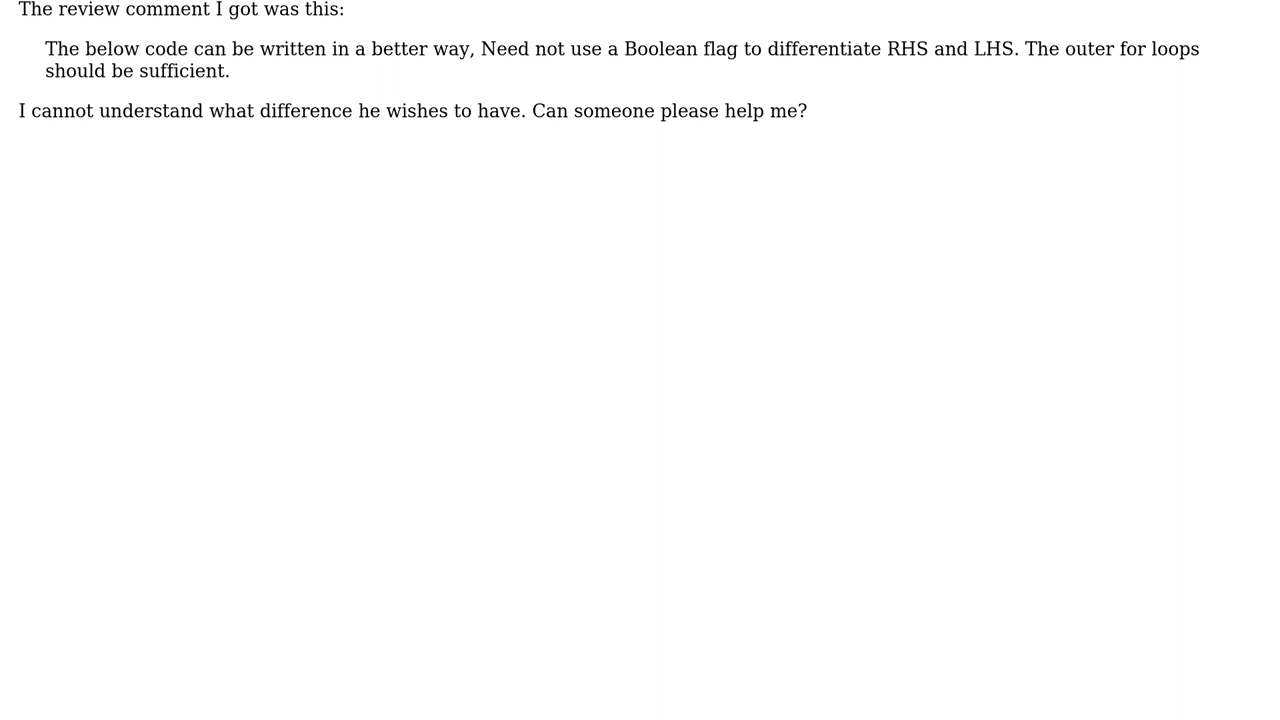 The review comment I got was this:
The below code can be written in a better way, Need not use a Boolean flag to differentiate RHS and LHS. The outer for loops
should be sufficient.
I cannot understand what difference he wishes to have. Can someone please help me?